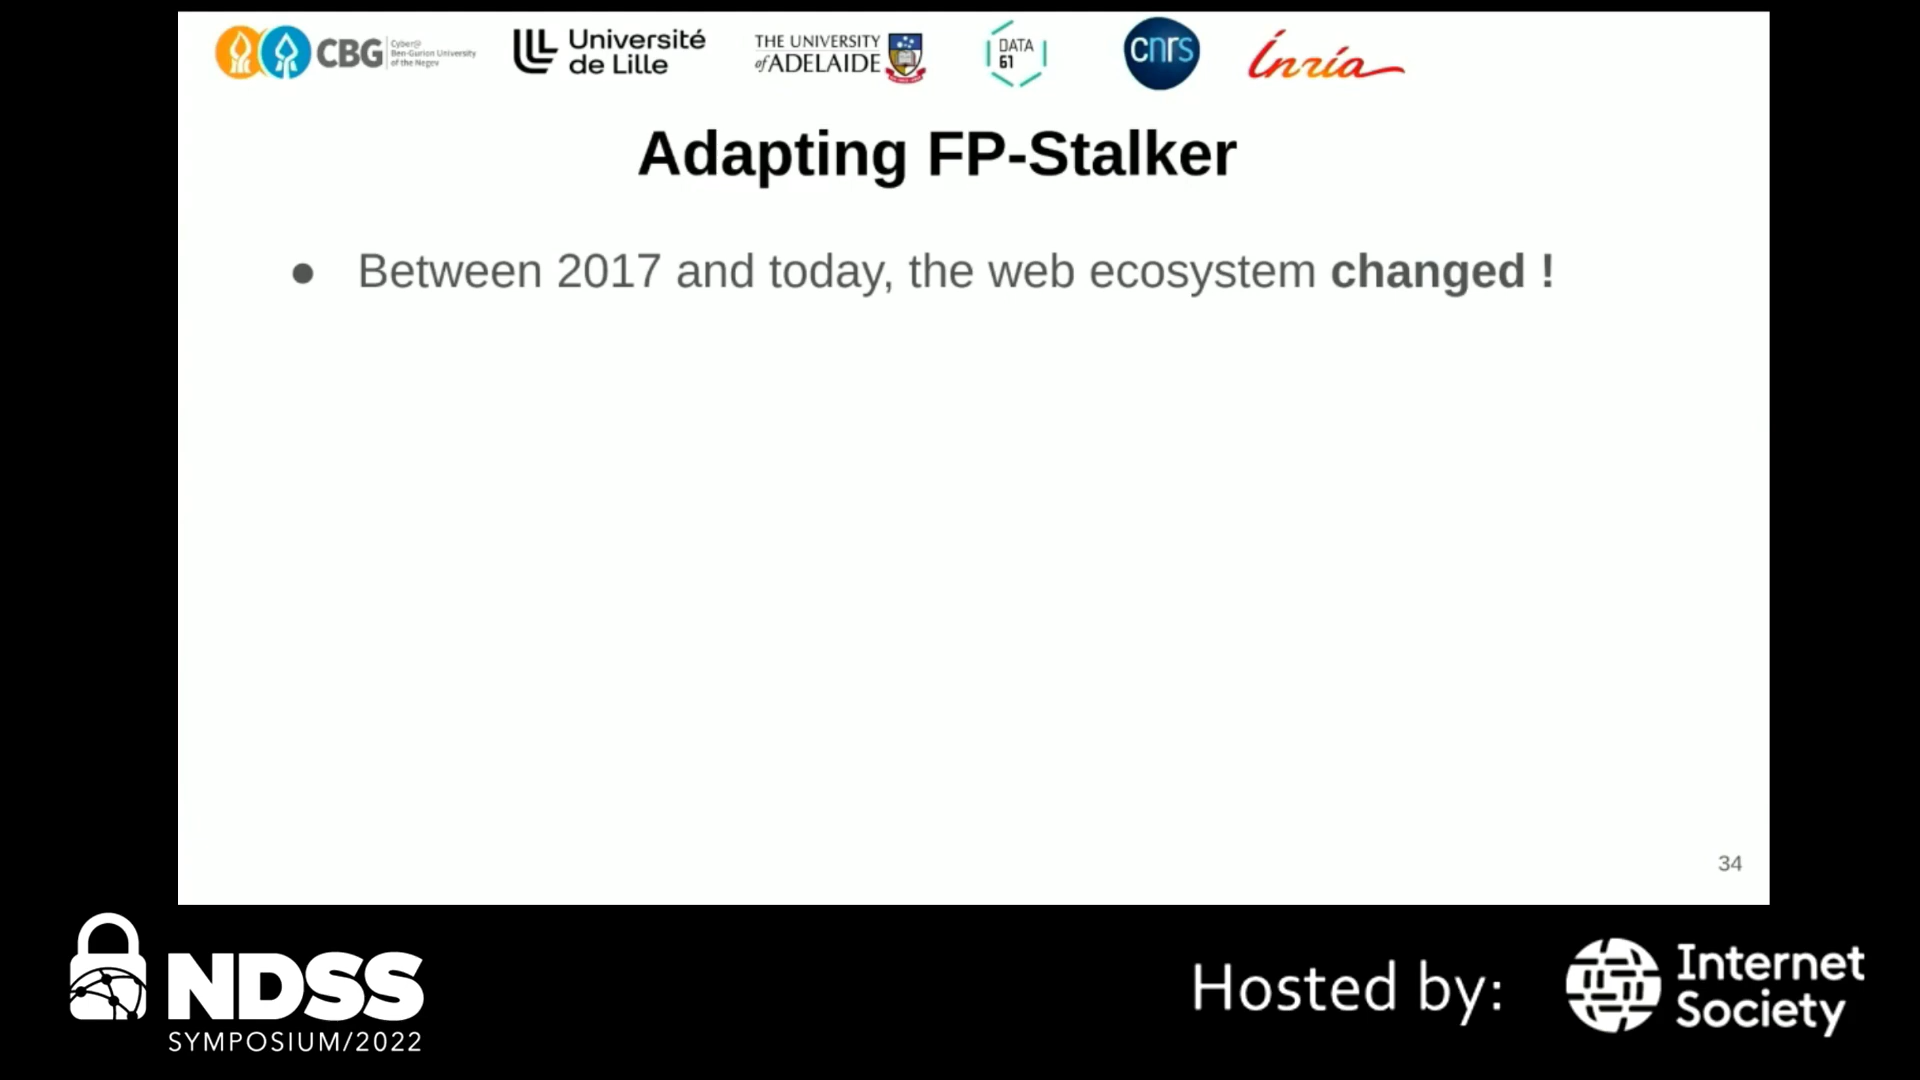 CBG
Cyber@
Ben-Gurion University
of the Negev
Université
de Lille
THE UNIVERSITY
of ADELAIDE
DATA
61
cnrs
Inria
Adapting FP-Stalker
● Between 2017 and today, the web ecosystem changed !
34
NDSS
SYMPOSIUM/2022
Hosted by:
Internet
Society